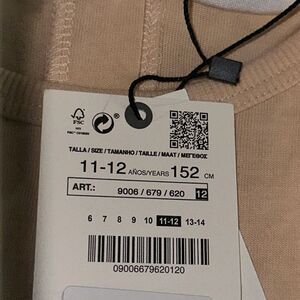 FSC
TALLA / SIZE / TAMANHO / TAILLE / MAAT / ΜΕΓΕΘΟΣ
11-12 AÑOS/YEARS 152 CM
ART.: 9006 / 679 / 620 12
6 7 8 9 10 11-12 13-14
09006679620120